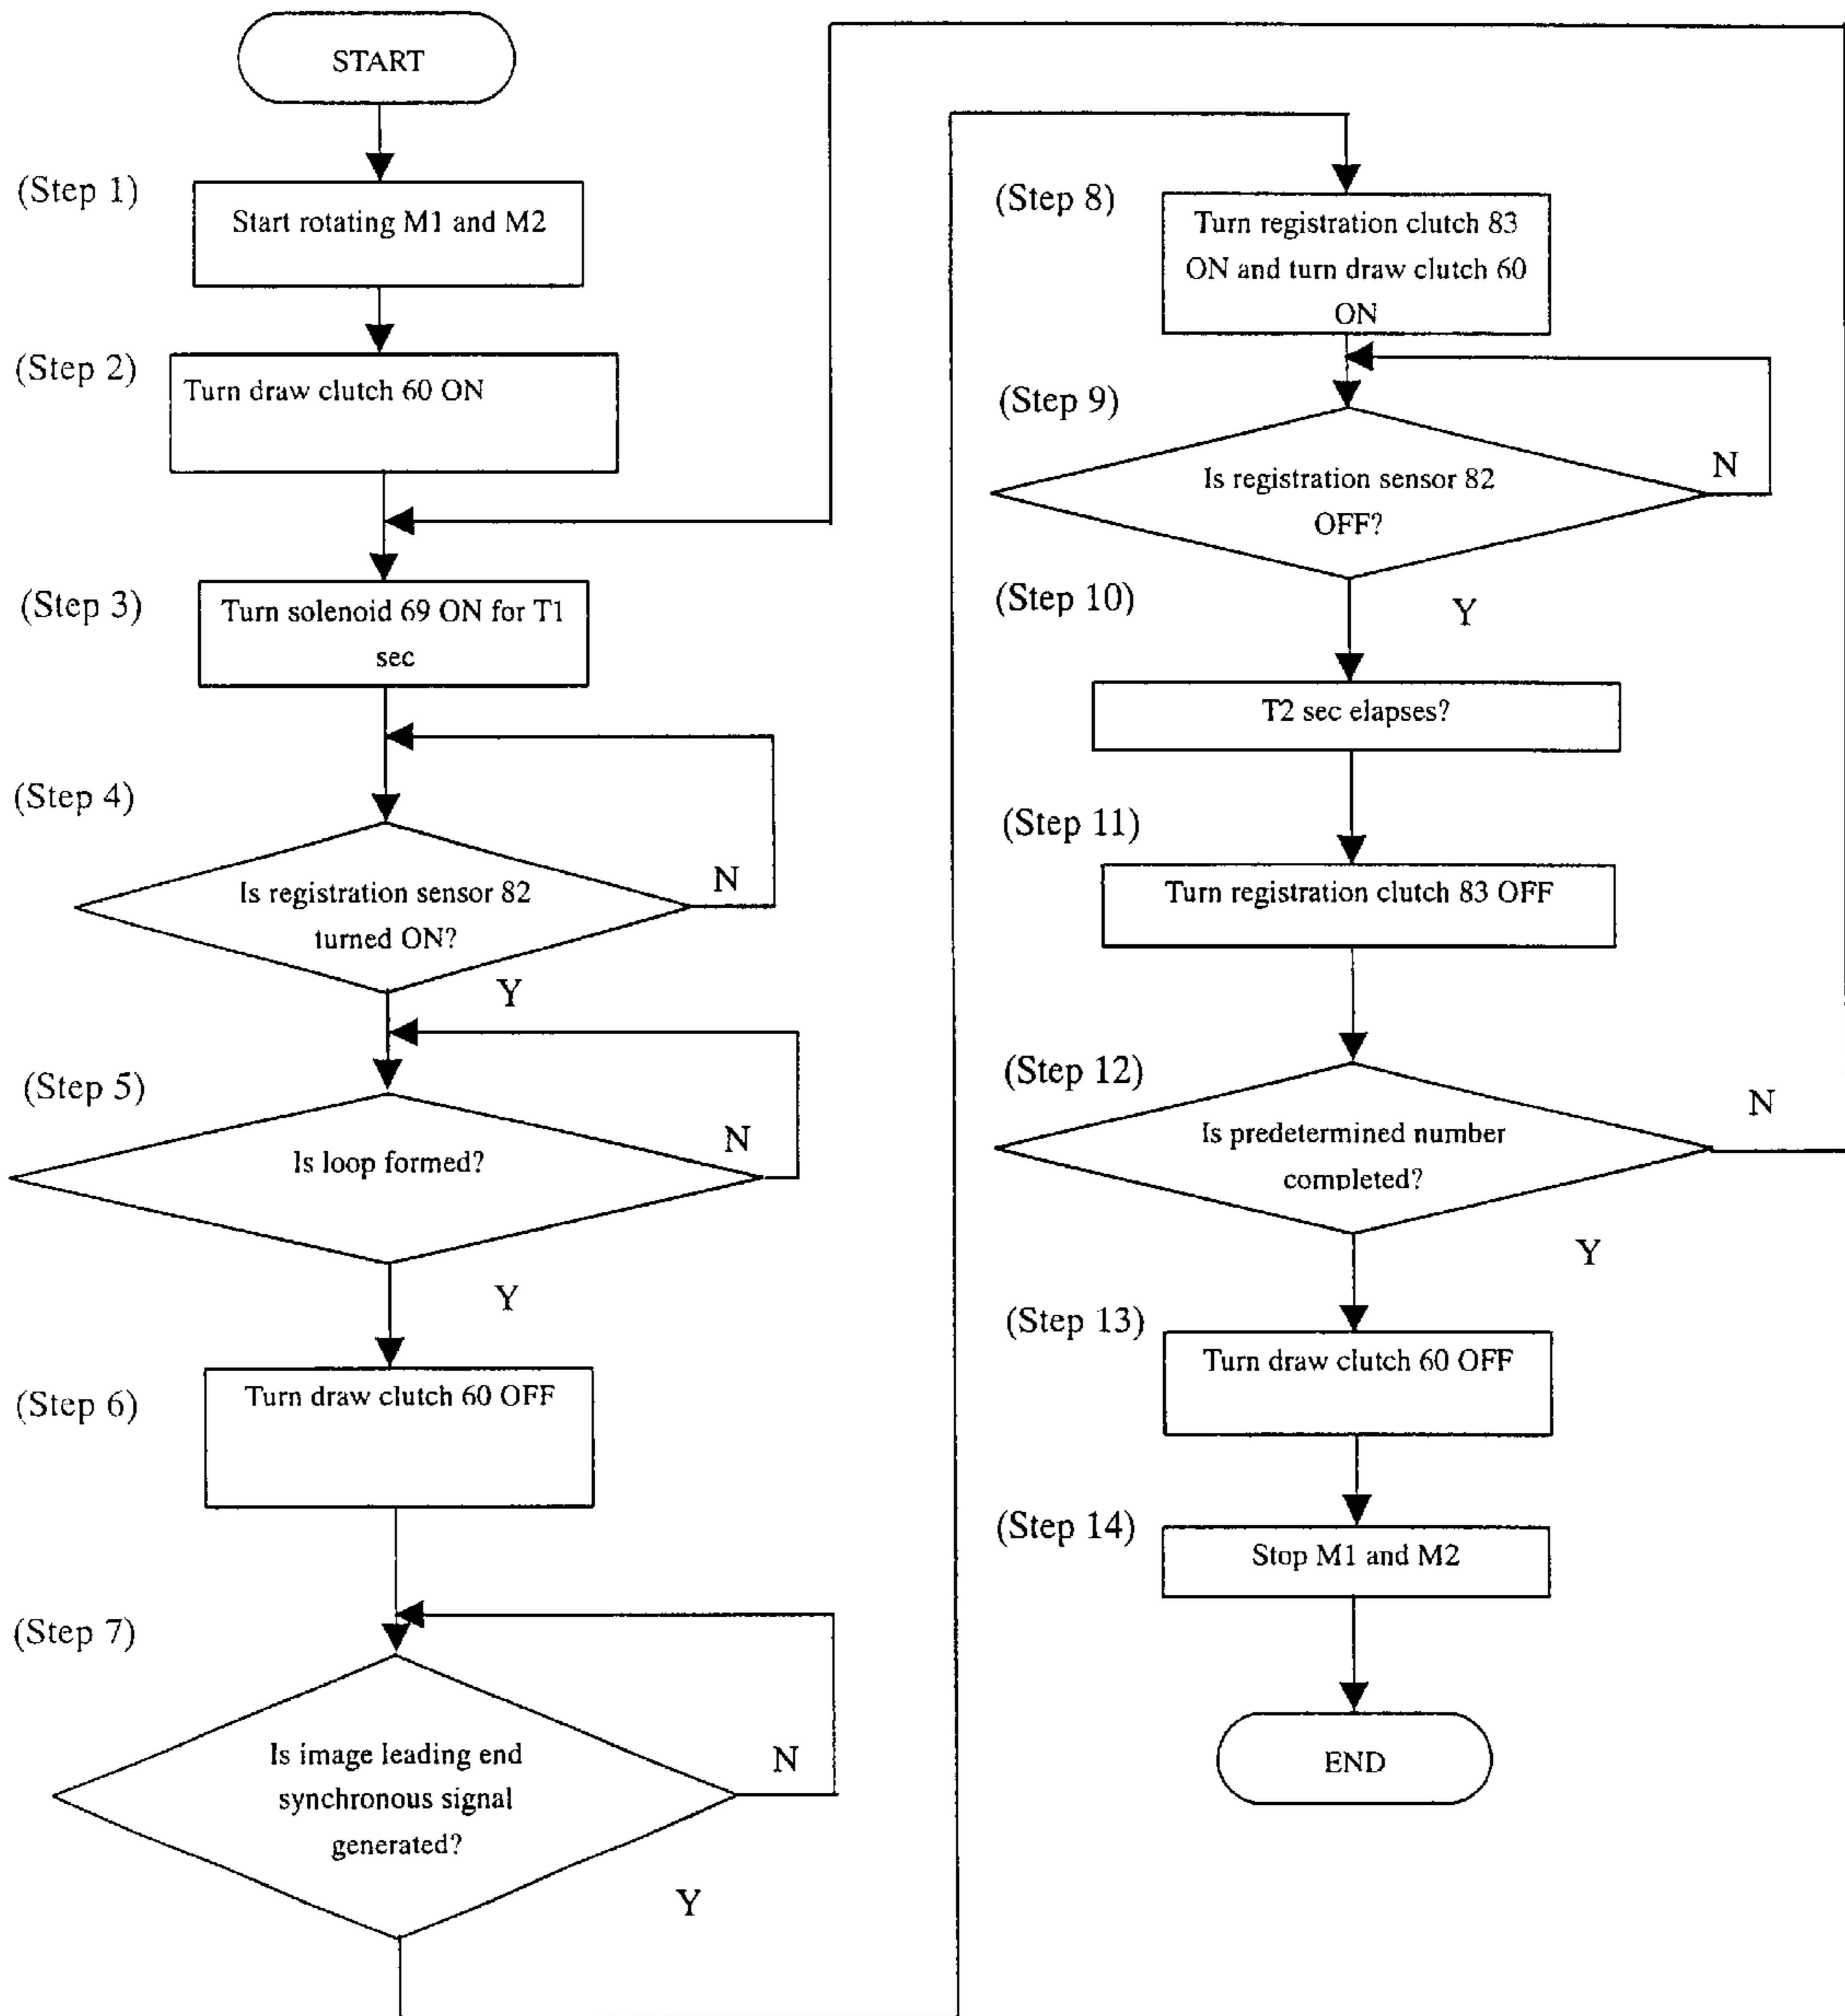 START
(Step 1)
Start rotating M1 and M2
(Step 2)
Turn draw clutch 60 ON
(Step 3)
Turn solenoid 69 ON for T1
sec
(Step 4)
Is registration sensor 82
turned ON?
N
Y
(Step 5)
Is loop formed?
N
Y
(Step 6)
Turn draw clutch 60 OFF
(Step 7)
Is image leading end
synchronous signal
generated?
N
Y
(Step 8)
Turn registration clutch 83
ON and turn draw clutch 60
ON
(Step 9)
Is registration sensor 82
OFF?
N
Y
(Step 10)
T2 sec elapses?
(Step 11)
Turn registration clutch 83 OFF
(Step 12)
Is predetermined number
completed?
N
Y
(Step 13)
Turn draw clutch 60 OFF
(Step 14)
Stop M1 and M2
END